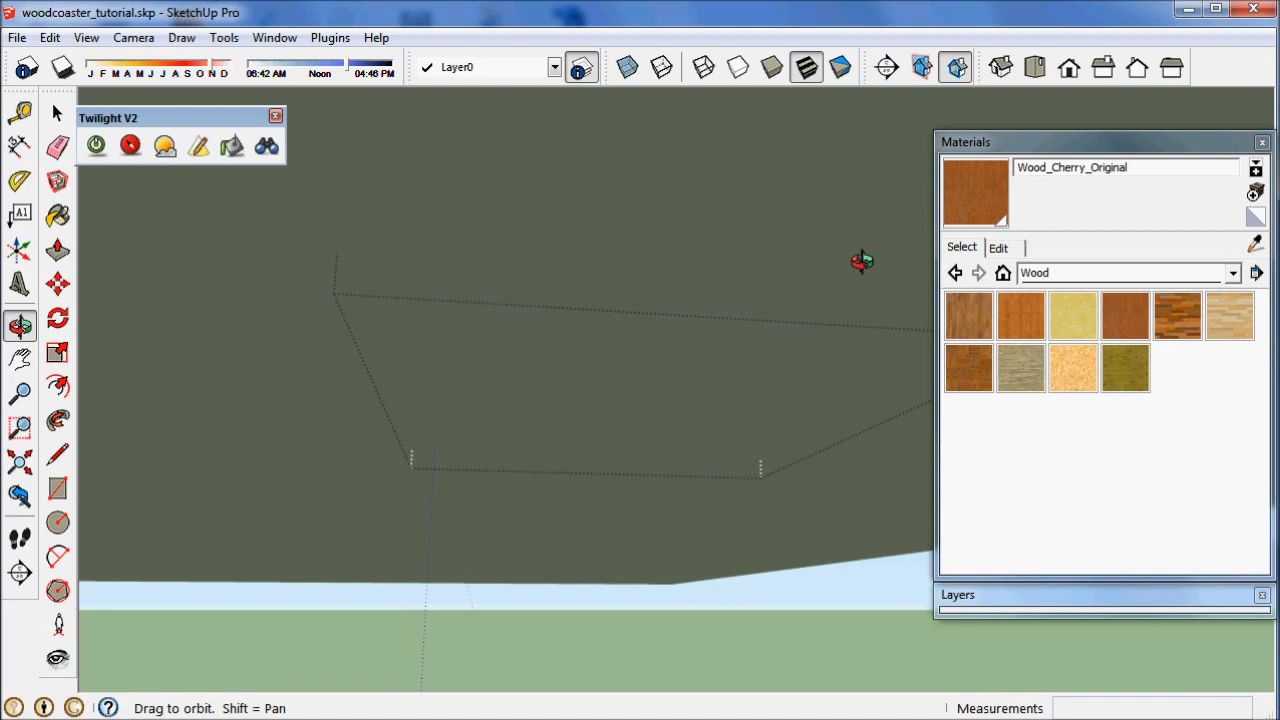 woodcoaster_tutorial.skp - SketchUp Pro
File Edit View Camera Draw Tools Window Plugins Help
J F M A M J J A S O N D 06:42 AM Noon 04:46 PM Layer0
Twilight V2
Materials
Wood_Cherry_Original
A1
Select Edit
Wood
Layers
Drag to orbit. Shift = Pan Measurements